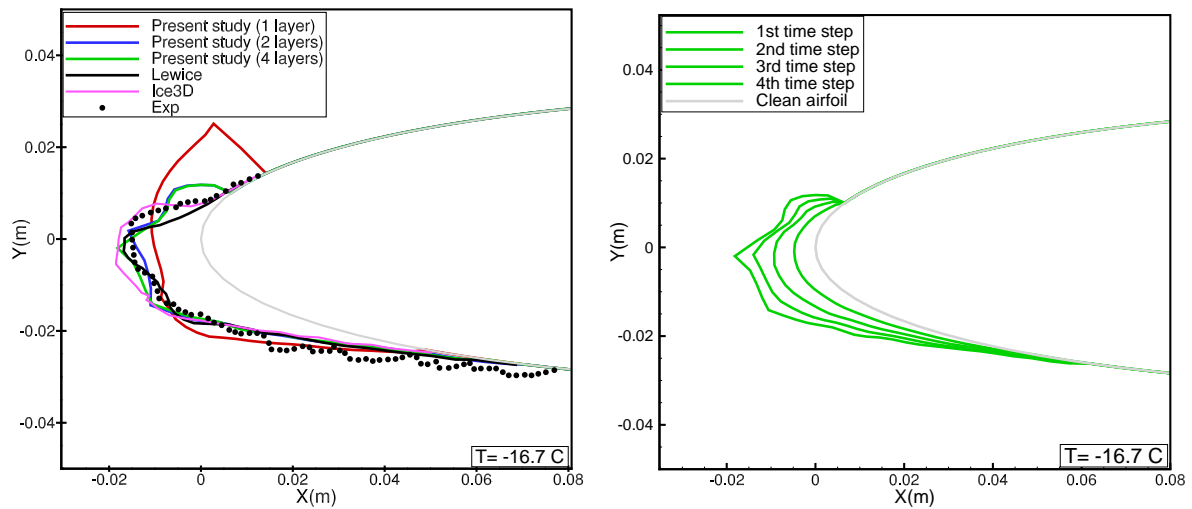 Present study (1 layer)
Present study (2 layers)
Present study (4 layers)
Lewice
Ice3D
Exp
0.04
0.02
0
-0.02
-0.04
Y(m)
-0.02
0
0.02
0.04
0.06
0.08
X(m)
T= -16.7 C
1st time step
2nd time step
3rd time step
4th time step
Clean airfoil
0.04
0.02
0
-0.02
-0.04
Y(m)
-0.02
0
0.02
0.04
0.06
0.08
X(m)
T= -16.7 C